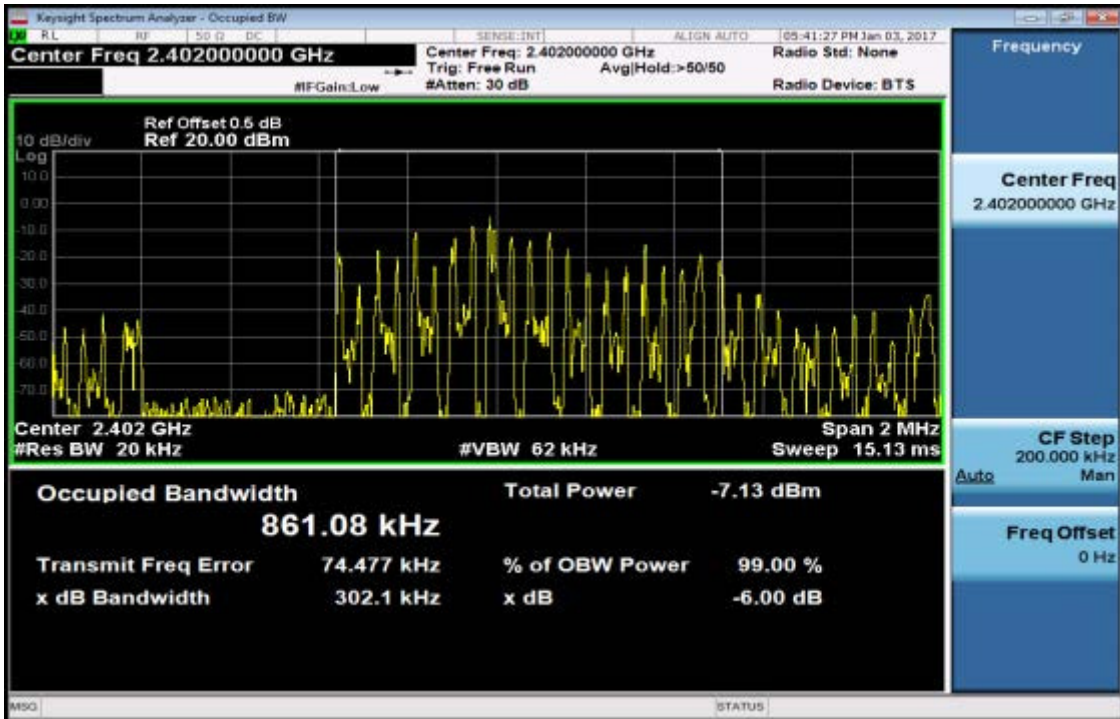 Keysight Spectrum Analyzer - Occupied BW
RL RF 50 Ω DC SENSE:INT ALIGN AUTO 05:41:27 PM Jan 03, 2017
Center Freq 2.402000000 GHz
Center Freq: 2.402000000 GHz
Radio Std: None
Trig: Free Run Avg|Hold:>50/50
#IFGain:Low
#Atten: 30 dB
Radio Device: BTS
Ref Offset 0.5 dB
10 dB/div Ref 20.00 dBm
Log
10.0
0.00
-10.0
-20.0
-30.0
-40.0
-50.0
-60.0
-70.0
Center 2.402 GHz Span 2 MHz
#Res BW 20 kHz #VBW 62 kHz Sweep 15.13 ms
Occupied Bandwidth Total Power -7.13 dBm
861.08 kHz
Transmit Freq Error 74.477 kHz % of OBW Power 99.00 %
x dB Bandwidth 302.1 kHz x dB -6.00 dB
Frequency
Center Freq
2.402000000 GHz
CF Step
200.000 kHz
Auto Man
Freq Offset
0 Hz
MSG STATUS